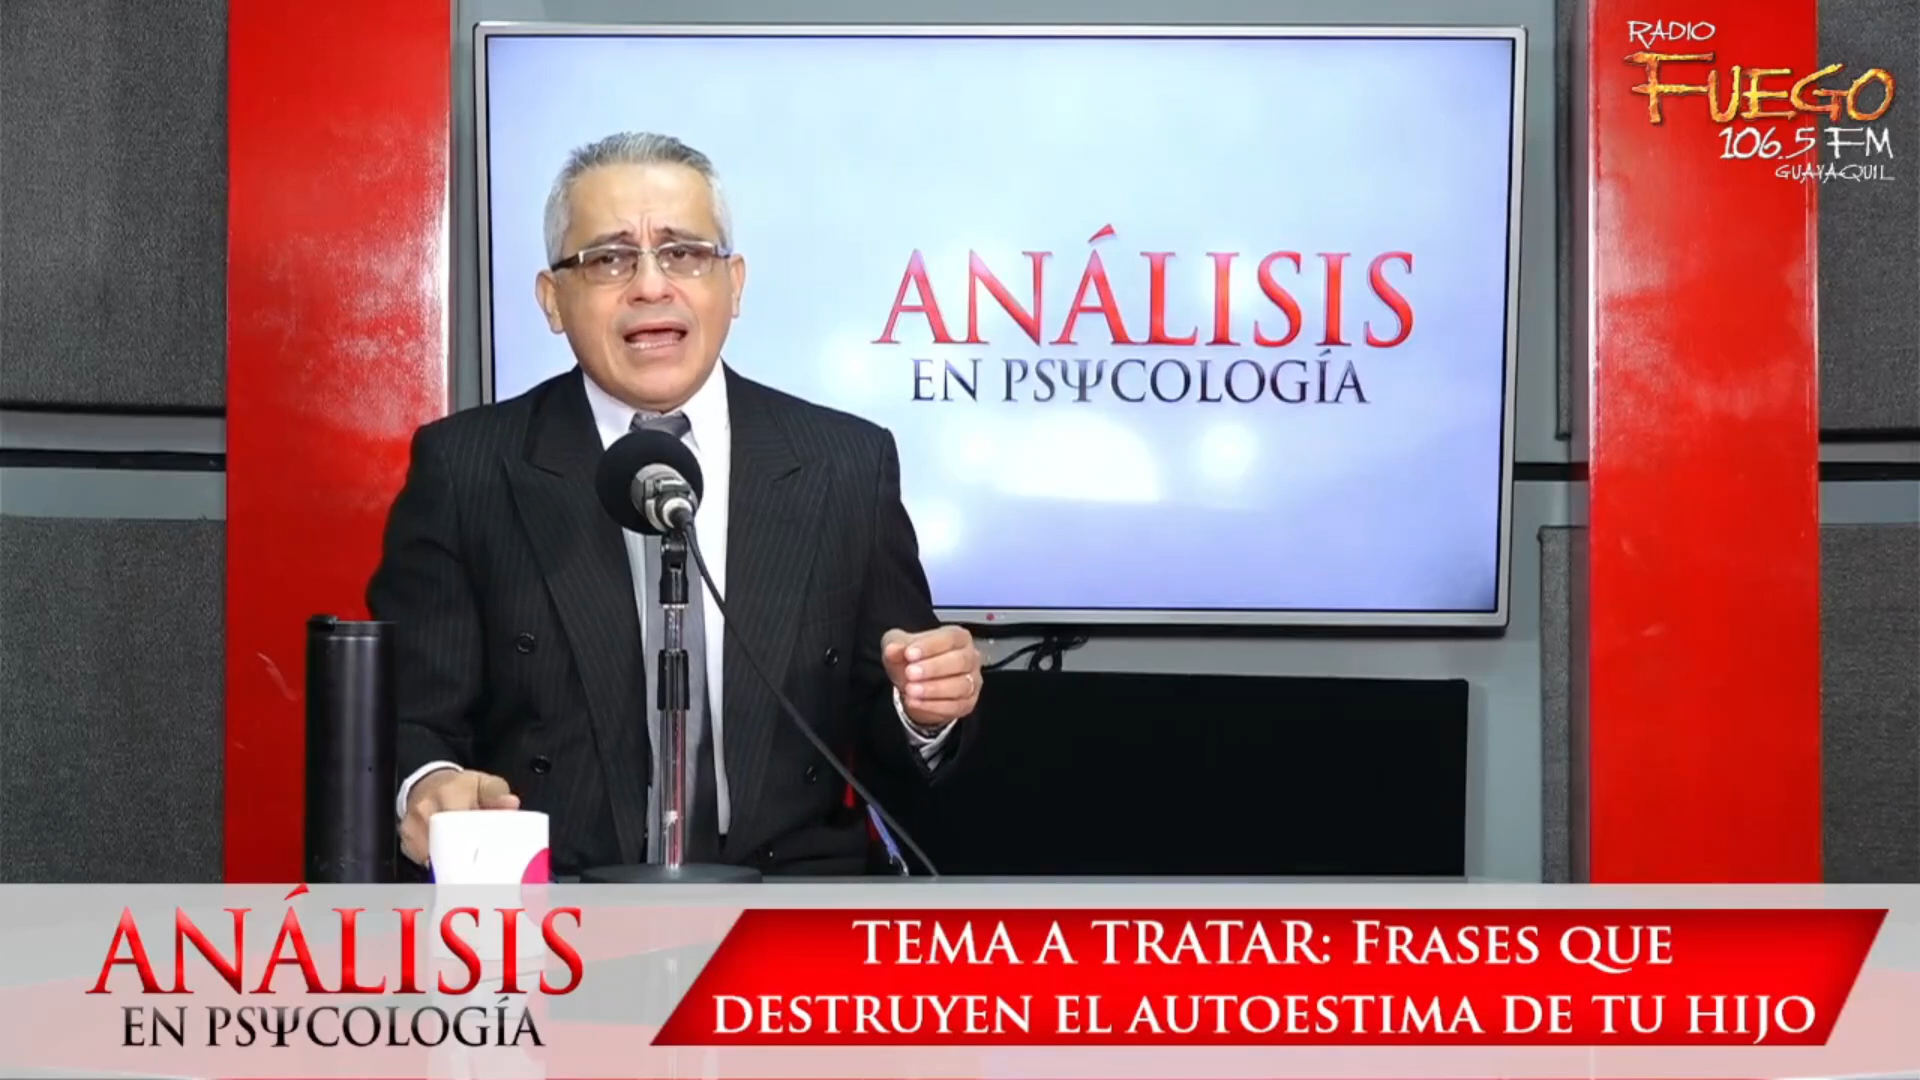 RADIO
FUEGO
106.5 FM
GUAYAQUIL
ANÁLISIS
EN PSΨCOLOGÍA
ANÁLISIS
EN PSΨCOLOGÍA
TEMA A TRATAR: FRASES QUE
DESTRUYEN EL AUTOESTIMA DE TU HIJO